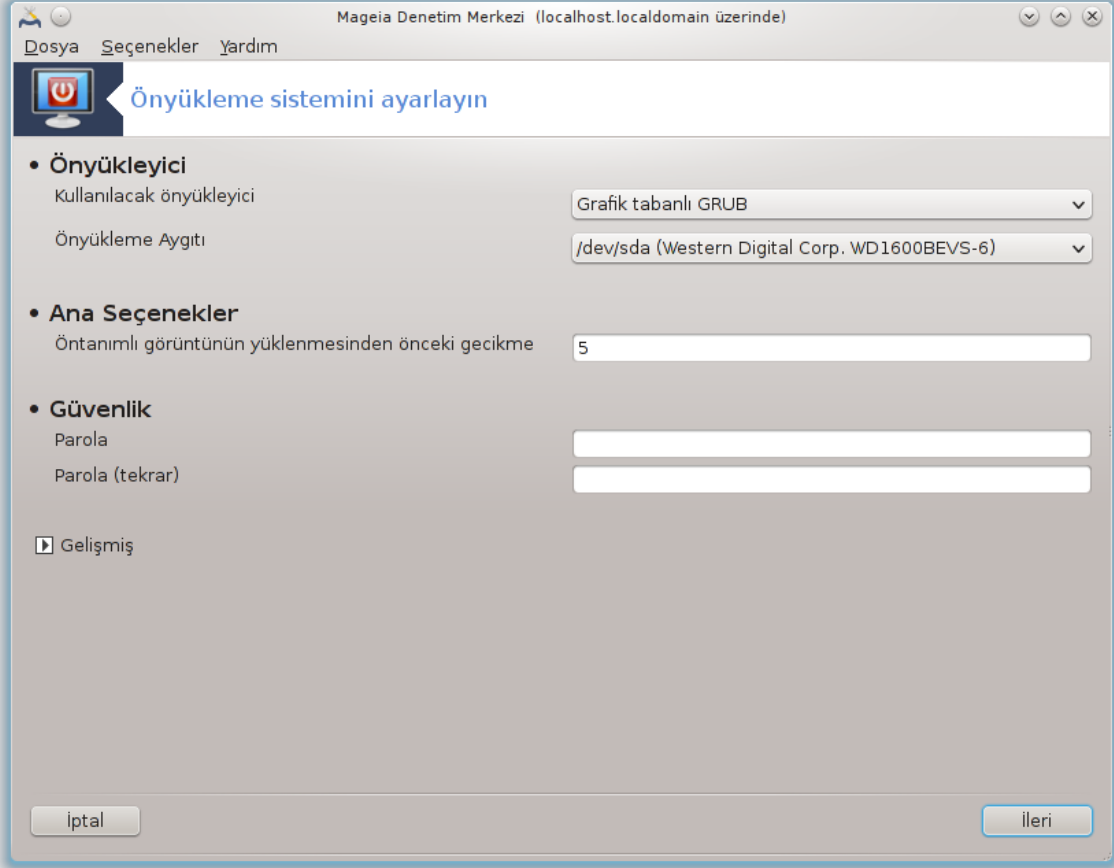 Mageia Denetim Merkezi (localhost.localdomain üzerinde)
Dosya Seçenekler Yardım
Önyükleme sistemini ayarlayın
• Önyükleyici
Kullanılacak önyükleyici
Grafik tabanlı GRUB
Önyükleme Aygıtı
/dev/sda (Western Digital Corp. WD1600BEVS-6)
• Ana Seçenekler
Öntanımlı görüntünün yüklenmesinden önceki gecikme
5
• Güvenlik
Parola
Parola (tekrar)
Gelişmiş
İptal
İleri